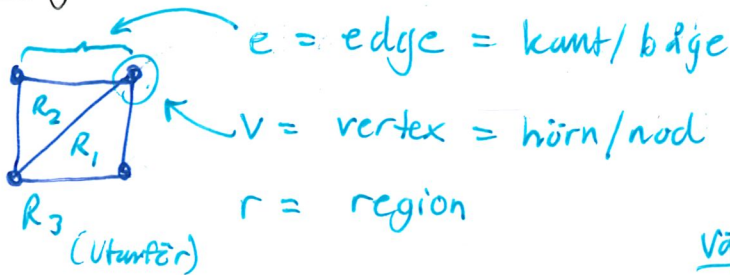 e = edge = kant/båge
R₂
R₁
v = vertex = hörn/nod
R₃
r = region
(Utanför)